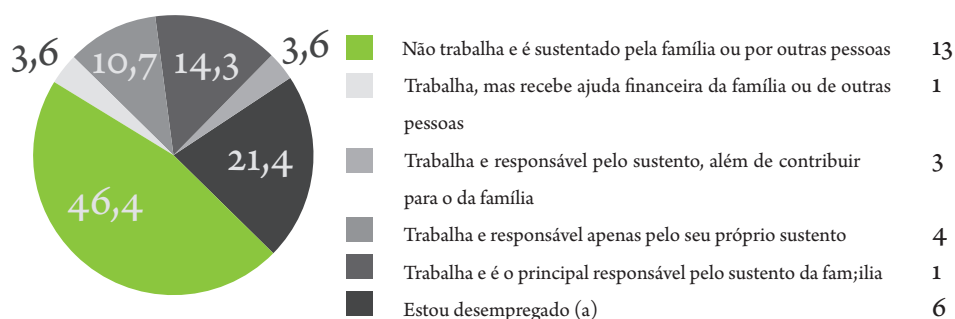 3,6
10,7
14,3
3,6
21,4
46,4
Não trabalha e é sustentado pela família ou por outras pessoas 13
Trabalha, mas recebe ajuda financeira da família ou de outras 1
pessoas
Trabalha e responsável pelo sustento, além de contribuir 3
para o da família
Trabalha e responsável apenas pelo seu próprio sustento 4
Trabalha e é o principal responsável pelo sustento da fam;ilia 1
Estou desempregado (a) 6